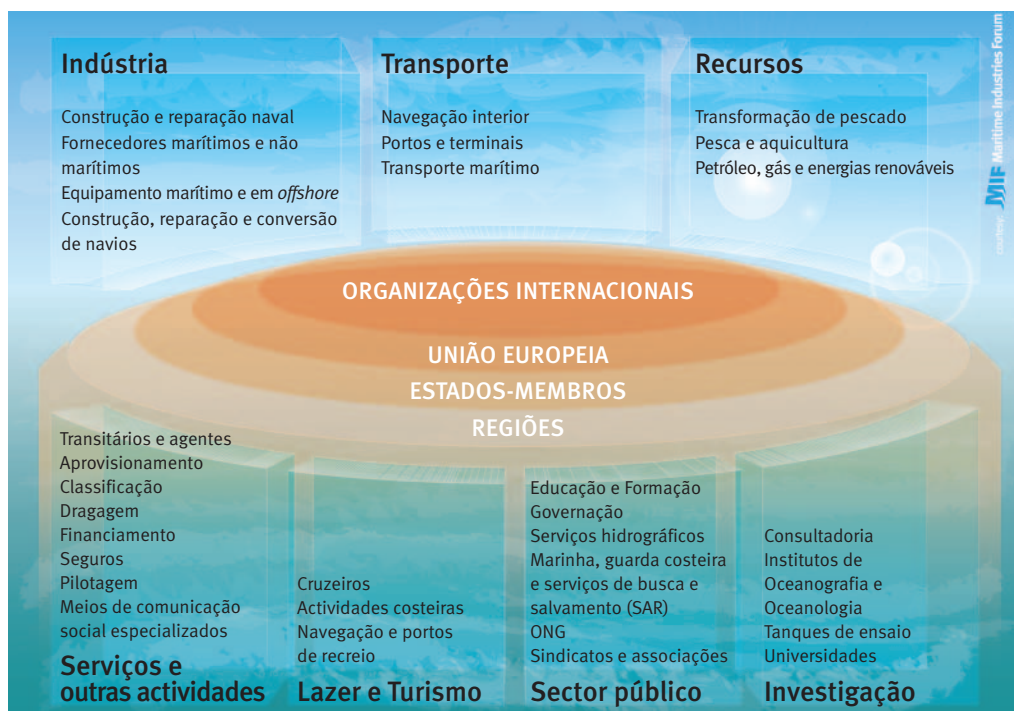 Indústria
Construção e reparação naval
Fornecedores marítimos e não
marítimos
Equipamento marítimo e em offshore
Construção, reparação e conversão
de navios
Transporte
Navegação interior
Portos e terminais
Transporte marítimo
Recursos
Transformação de pescado
Pesca e aquicultura
Petróleo, gás e energias renováveis
courtesy: MIF Maritime Industries Forum
ORGANIZAÇÕES INTERNACIONAIS
UNIÃO EUROPEIA
ESTADOS-MEMBROS
REGIÕES
Transitários e agentes
Aprovisionamento
Classificação
Dragagem
Financiamento
Seguros
Pilotagem
Meios de comunicação
social especializados
Serviços e
outras actividades
Cruzeiros
Actividades costeiras
Navegação e portos
de recreio
Lazer e Turismo
Educação e Formação
Governação
Serviços hidrográficos
Marinha, guarda costeira
e serviços de busca e
salvamento (SAR)
ONG
Sindicatos e associações
Sector público
Consultadoria
Institutos de
Oceanografia e
Oceanologia
Tanques de ensaio
Universidades
Investigação